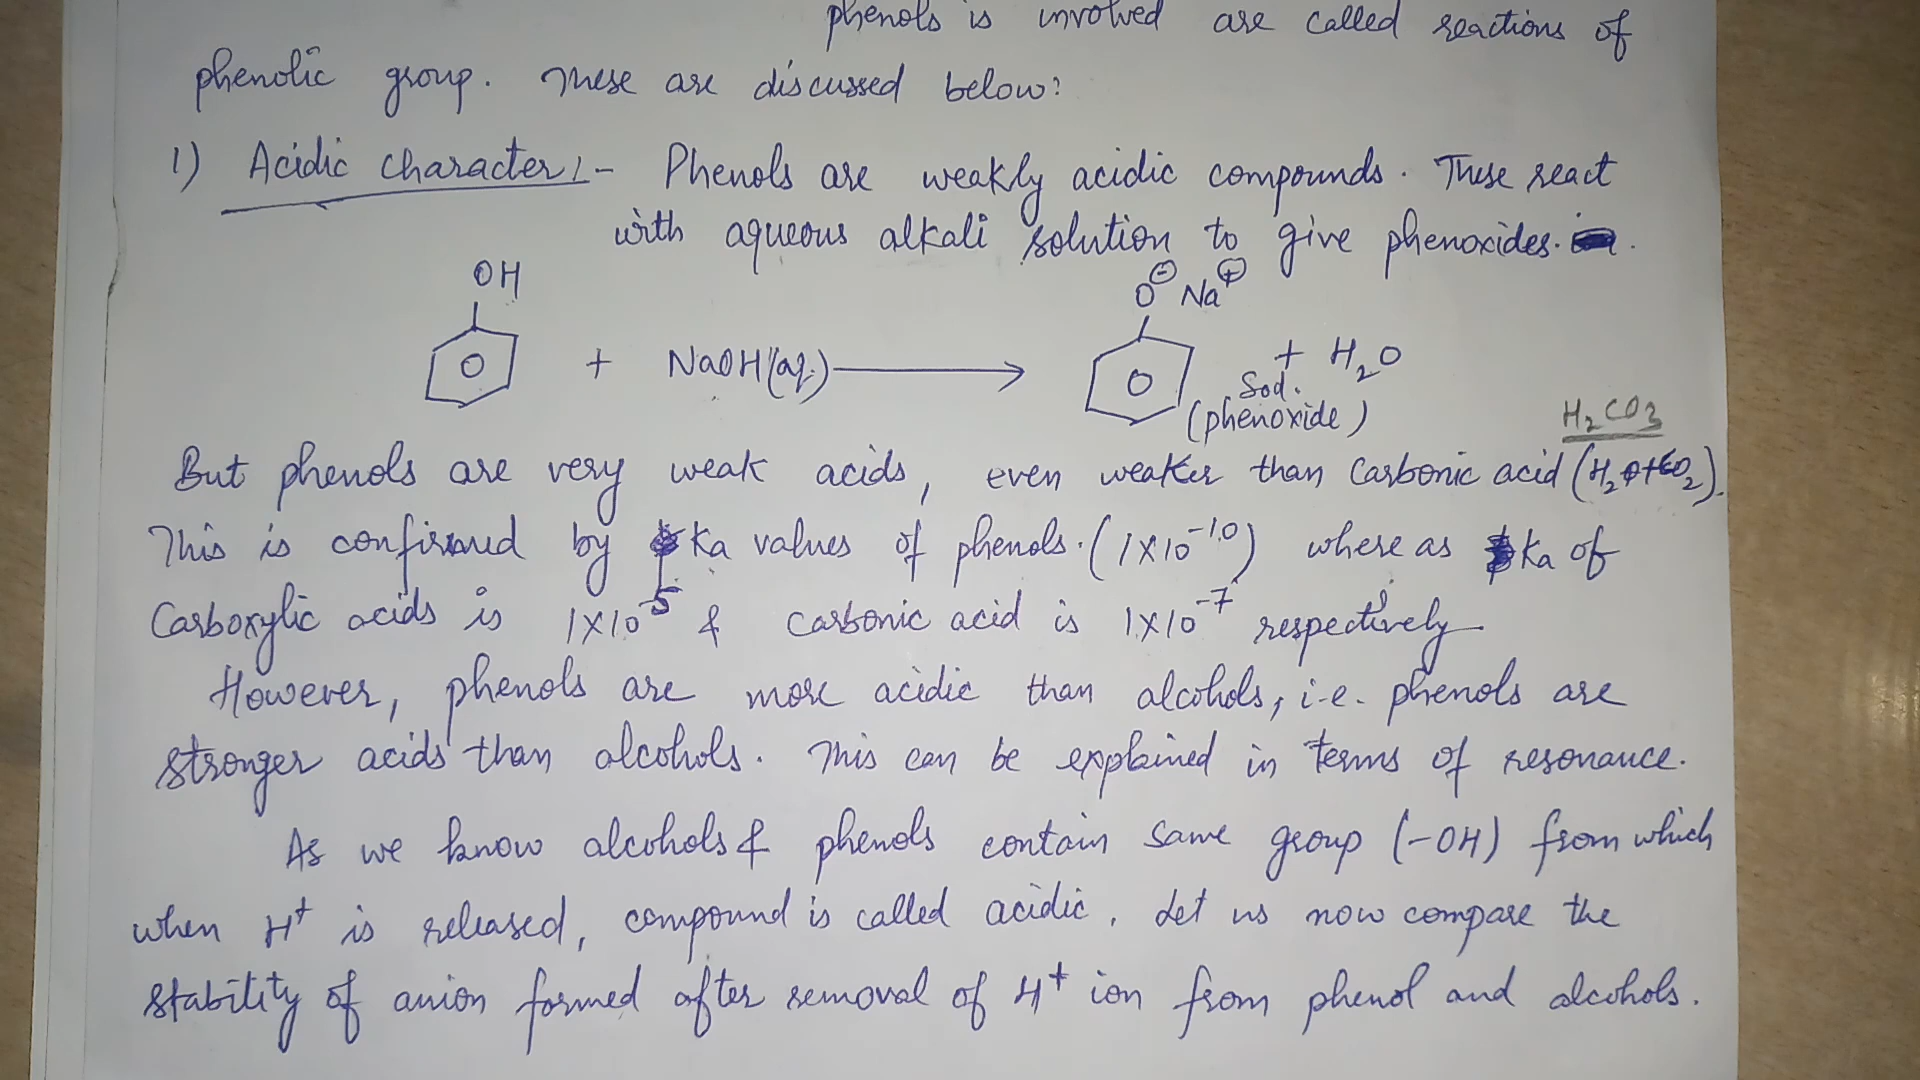 phenols is involved are called reactions of
phenolic group. These are discussed below:
1) Acidic character:- Phenols are weakly acidic compounds. These react
with aqueous alkali solution to give phenoxides.
OH
O⊖ Na⊕
+ NaOH(aq.) ⟶ + H₂O
Sod.
(phenoxide)
H₂CO₃
But phenols are very weak acids, even weaker than Carbonic acid (H₂O+CO₂).
This is confirmed by Ka values of phenols. (1X10⁻¹⁰) where as Ka of
Carboxylic acids is 1X10⁻⁵ & carbonic acid is 1X10⁻⁷ respectively.
However, phenols are more acidic than alcohols, i.e. phenols are
stronger acids than alcohols. This can be explained in terms of resonance.
As we know alcohols & phenols contain same group (-OH) from which
when H⁺ is released, compound is called acidic. Let us now compare the
stability of anion formed after removal of H⁺ ion from phenol and alcohols.